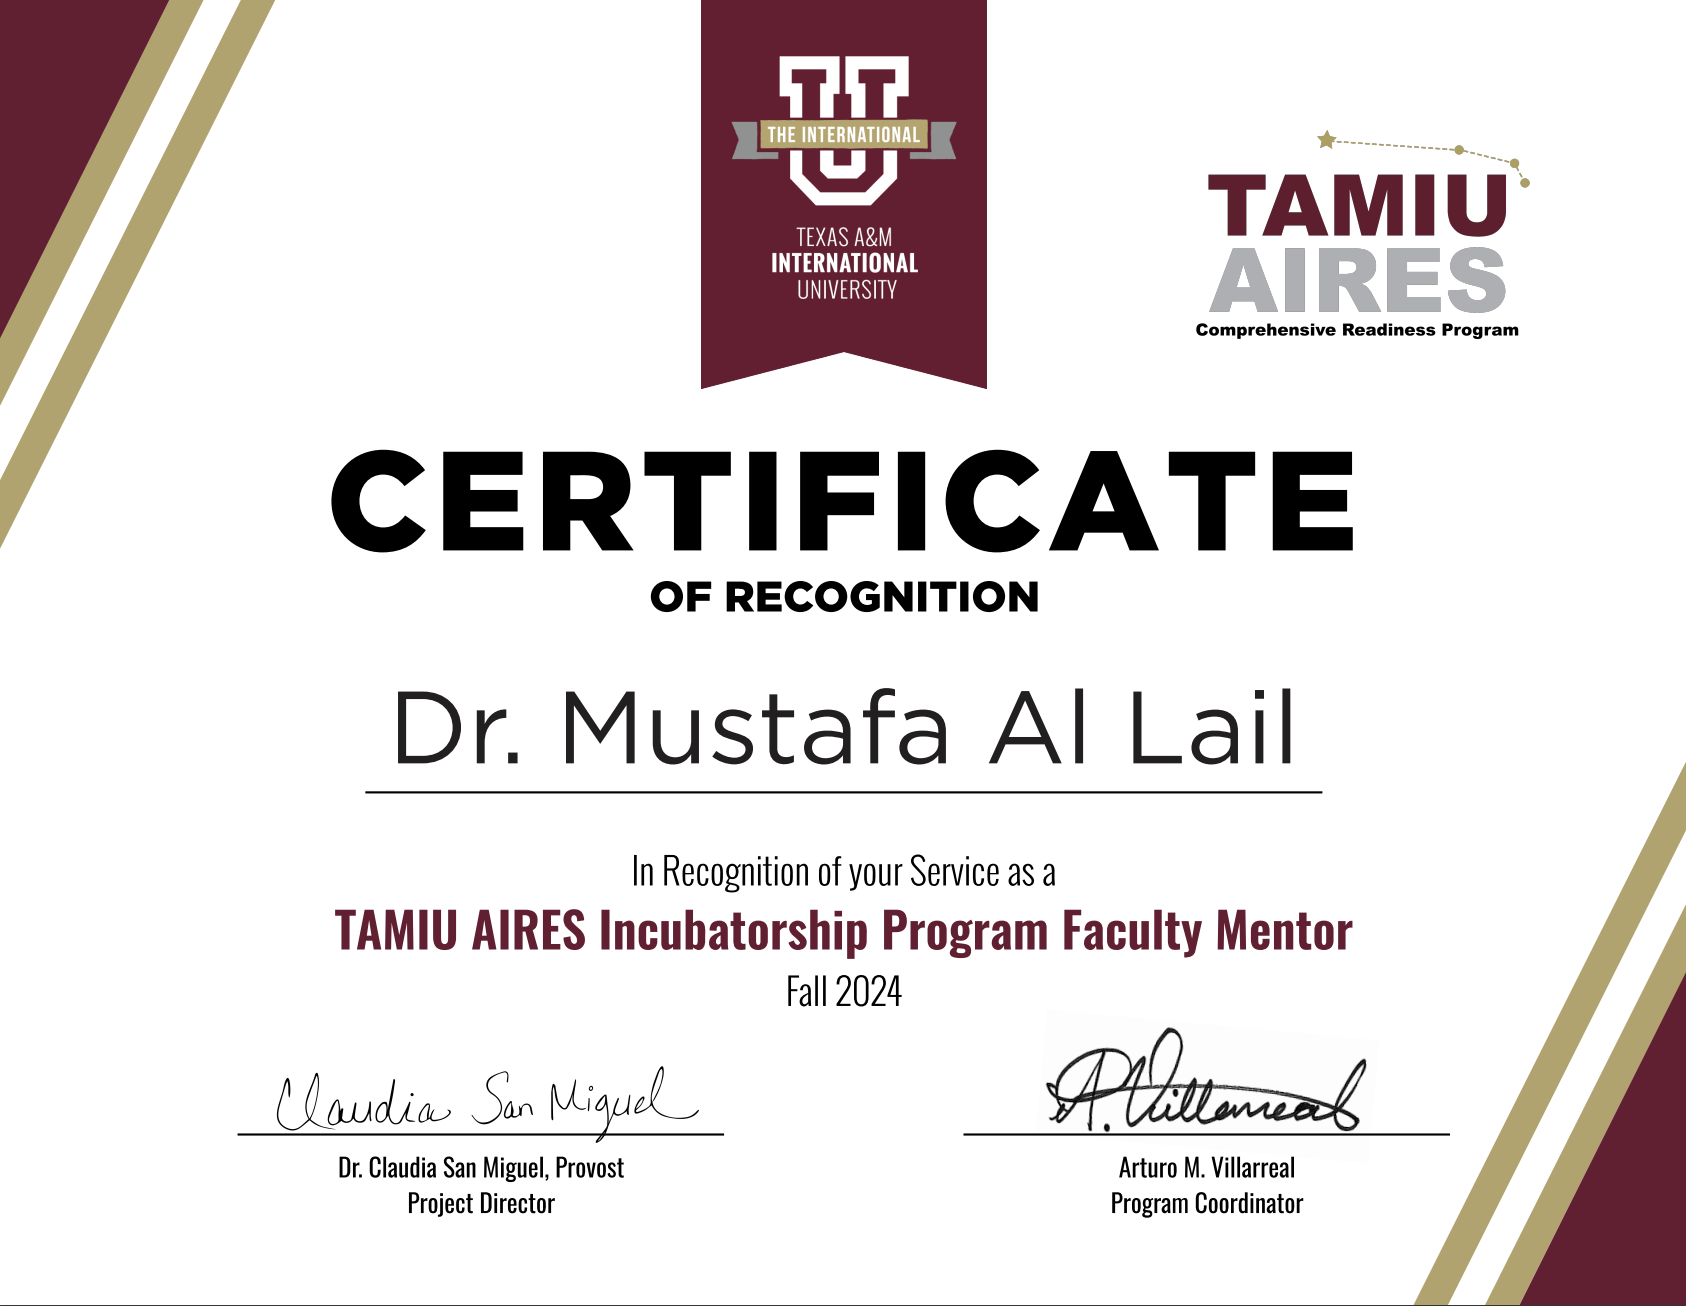 THE INTERNATIONAL
TEXAS A&M
INTERNATIONAL
UNIVERSITY
TAMIU
AIRES
Comprehensive Readiness Program
CERTIFICATE
OF RECOGNITION
Dr. Mustafa Al Lail
In Recognition of your Service as a
TAMIU AIRES Incubatorship Program Faculty Mentor
Fall 2024
Claudia San Miguel
A. Villarreal
Dr. Claudia San Miguel, Provost
Project Director
Arturo M. Villarreal
Program Coordinator